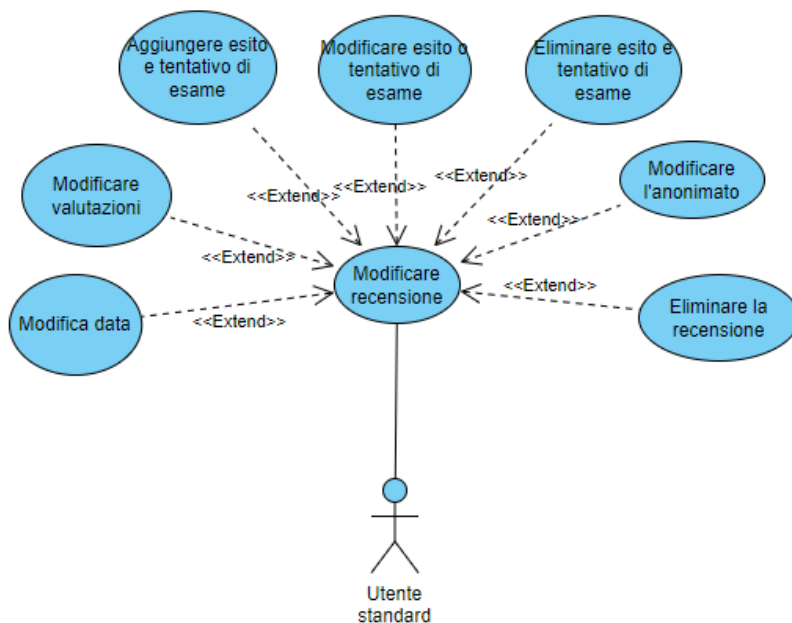 Aggiungere esito
e tentativo di
esame
Modificare esito o
tentativo di
esame
Eliminare esito e
tentativo di
esame
Modificare
valutazioni
<<Extend>>
<<Extend>>
<<Extend>>
Modificare
l'anonimato
<<Extend>>
<<Extend>>
Modificare
recensione
<<Extend>>
Modifica data
<<Extend>>
Eliminare la
recensione
Utente
standard